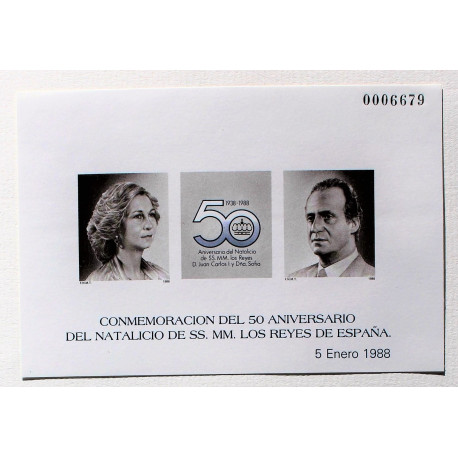 0006679
1938-1988
50
Aniversario del Natalicio
de SS. MM. los Reyes
D. Juan Carlos I y Dña. Sofía
1988
1988
CONMEMORACION DEL 50 ANIVERSARIO
DEL NATALICIO DE SS. MM. LOS REYES DE ESPAÑA.
5 Enero 1988